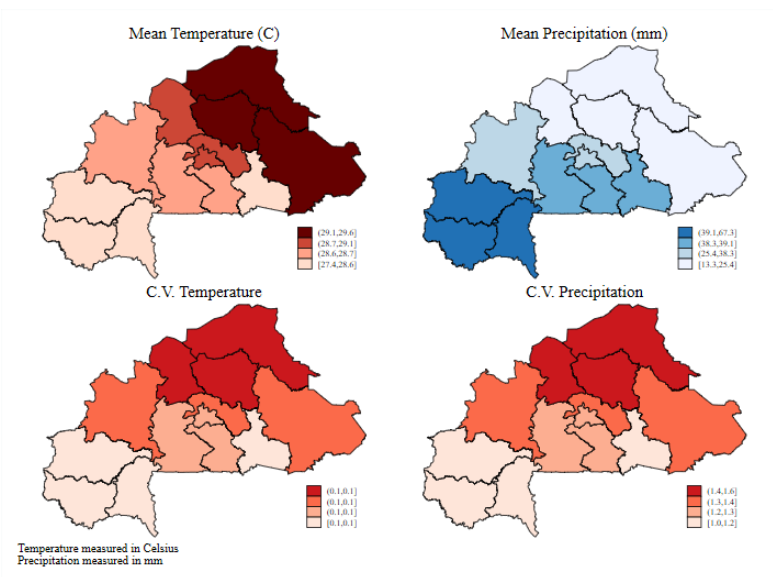 Mean Temperature (C)
Mean Precipitation (mm)
(29.1,29.6]
(28.7,29.1]
(28.6,28.7]
[27.4,28.6]
(39.1,67.3]
(38.3,39.1]
(25.4,38.3]
[13.3,25.4]
C.V. Temperature
C.V. Precipitation
(0.1,0.1]
(0.1,0.1]
(0.1,0.1]
[0.1,0.1]
(1.4,1.6]
(1.3,1.4]
(1.2,1.3]
[1.0,1.2]
Temperature measured in Celsius
Precipitation measured in mm